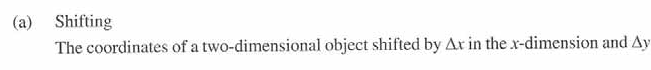 (a) Shifting
The coordinates of a two-dimensional object shifted by Δx in the x-dimension and Δy